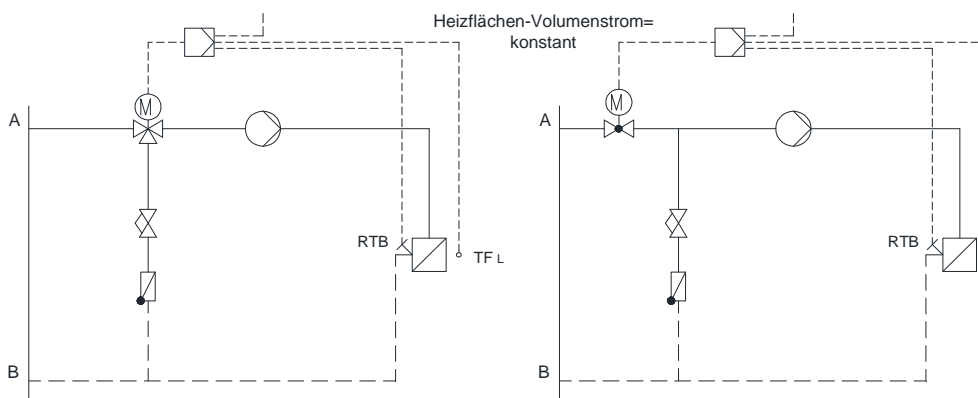 Heizflächen-Volumenstrom=
konstant
M
M
A
A
RTB
TF L
RTB
B
B